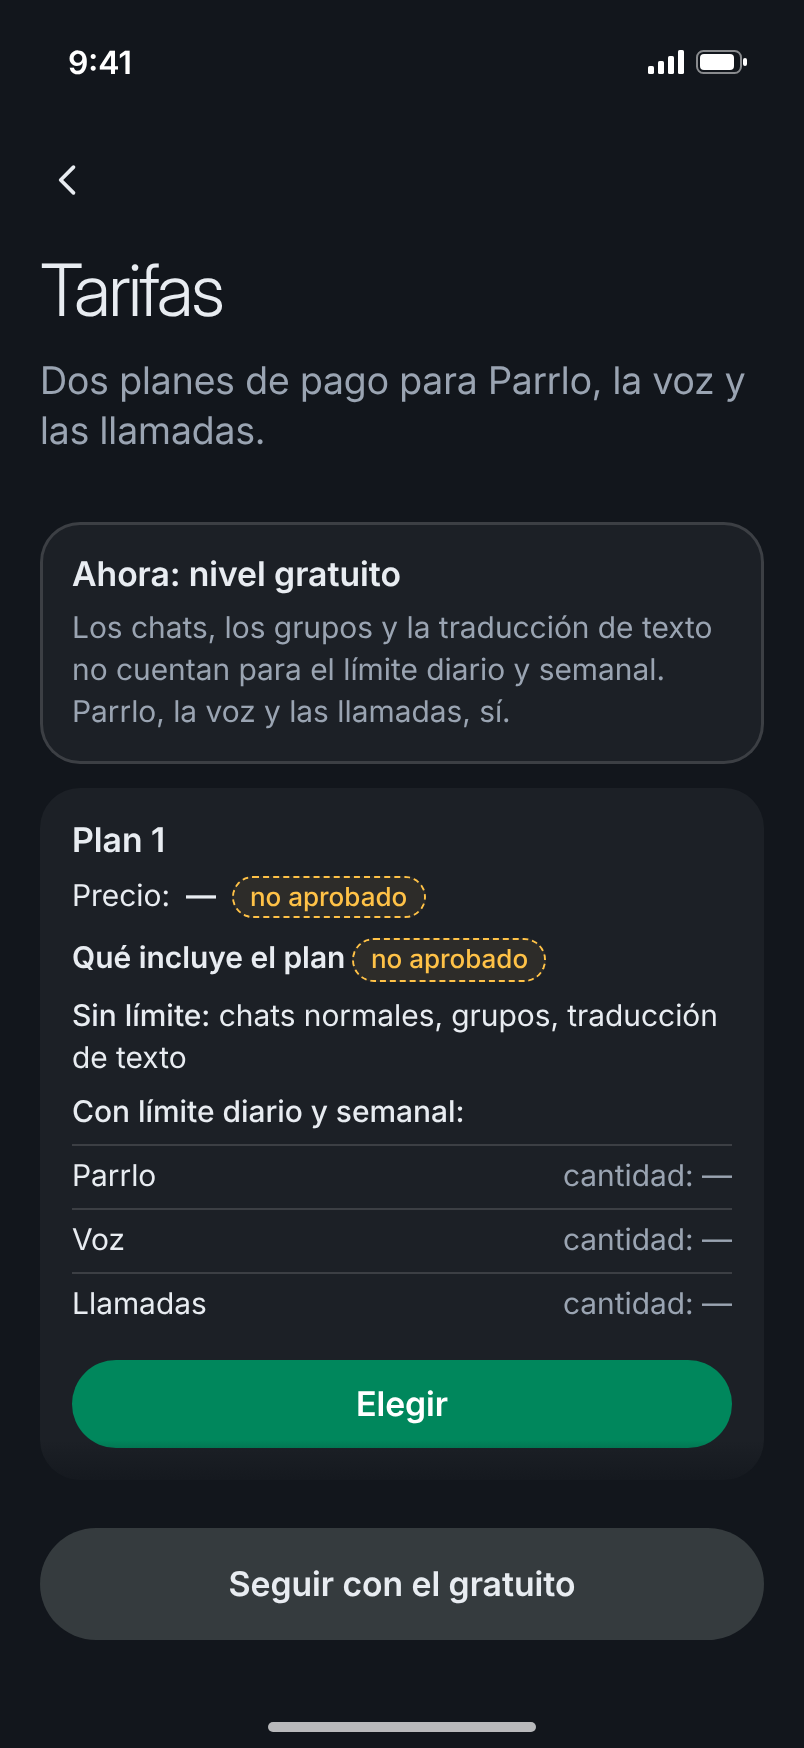 9:41
Tarifas
Dos planes de pago para Parrlo, la voz y
las llamadas.
Ahora: nivel gratuito
Los chats, los grupos y la traducción de texto
no cuentan para el límite diario y semanal.
Parrlo, la voz y las llamadas, sí.
Plan 1
Precio: — no aprobado
Qué incluye el plan no aprobado
Sin límite: chats normales, grupos, traducción
de texto
Con límite diario y semanal:
Parrlo cantidad: —
Voz cantidad: —
Llamadas cantidad: —
Elegir
Seguir con el gratuito